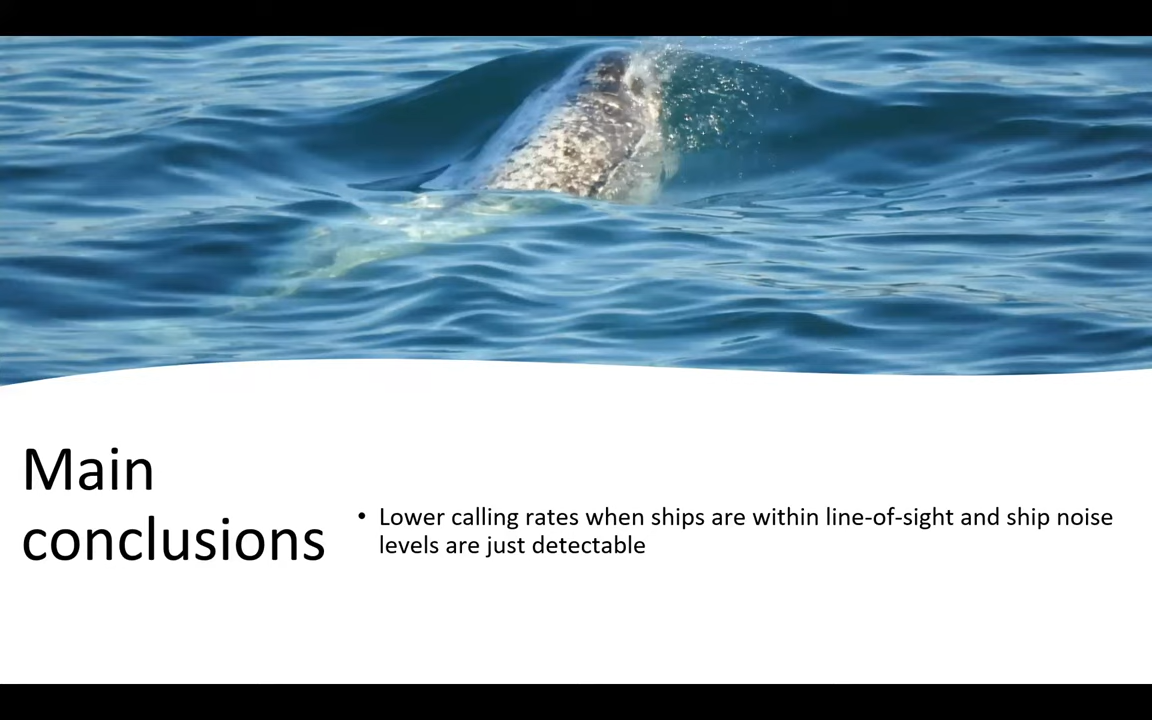 Main
conclusions
• Lower calling rates when ships are within line-of-sight and ship noise
levels are just detectable